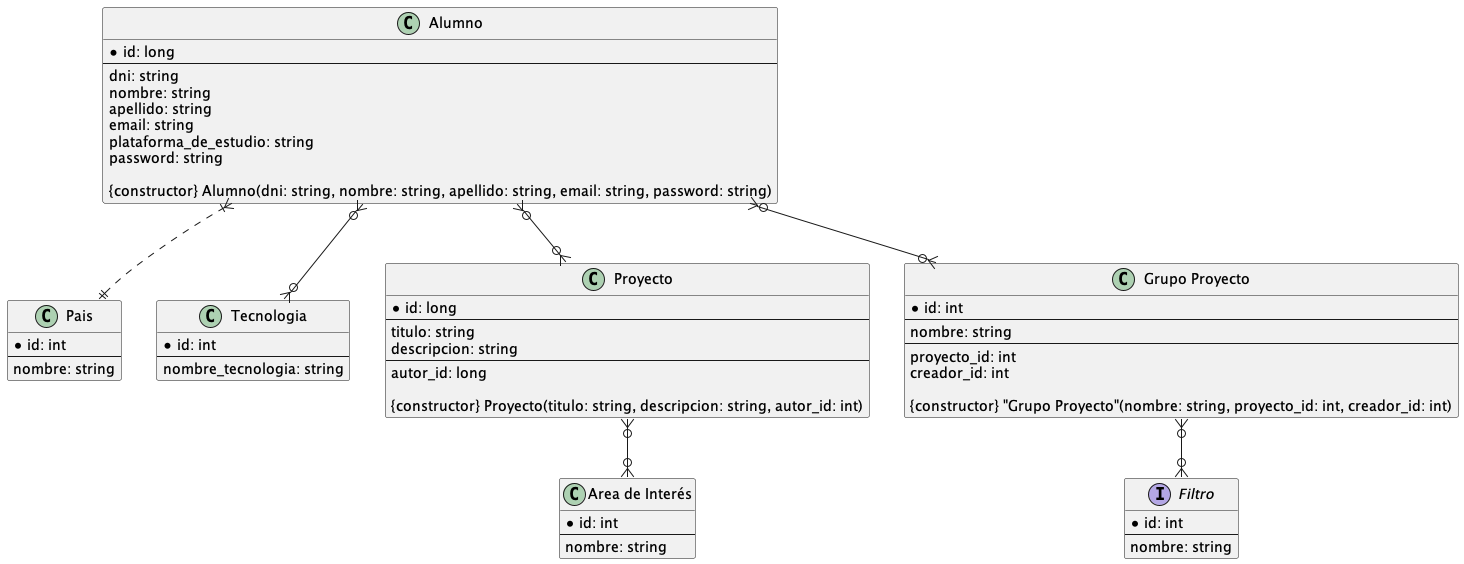 C Alumno
* id: long
dni: string
nombre: string
apellido: string
email: string
plataforma_de_estudio: string
password: string
{constructor} Alumno(dni: string, nombre: string, apellido: string, email: string, password: string)
C Pais
* id: int
nombre: string
C Tecnologia
* id: int
nombre_tecnologia: string
C Proyecto
* id: long
titulo: string
descripcion: string
autor_id: long
{constructor} Proyecto(titulo: string, descripcion: string, autor_id: int)
C Grupo Proyecto
* id: int
nombre: string
proyecto_id: int
creador_id: int
{constructor} "Grupo Proyecto"(nombre: string, proyecto_id: int, creador_id: int)
C Area de Interés
* id: int
nombre: string
I Filtro
* id: int
nombre: string